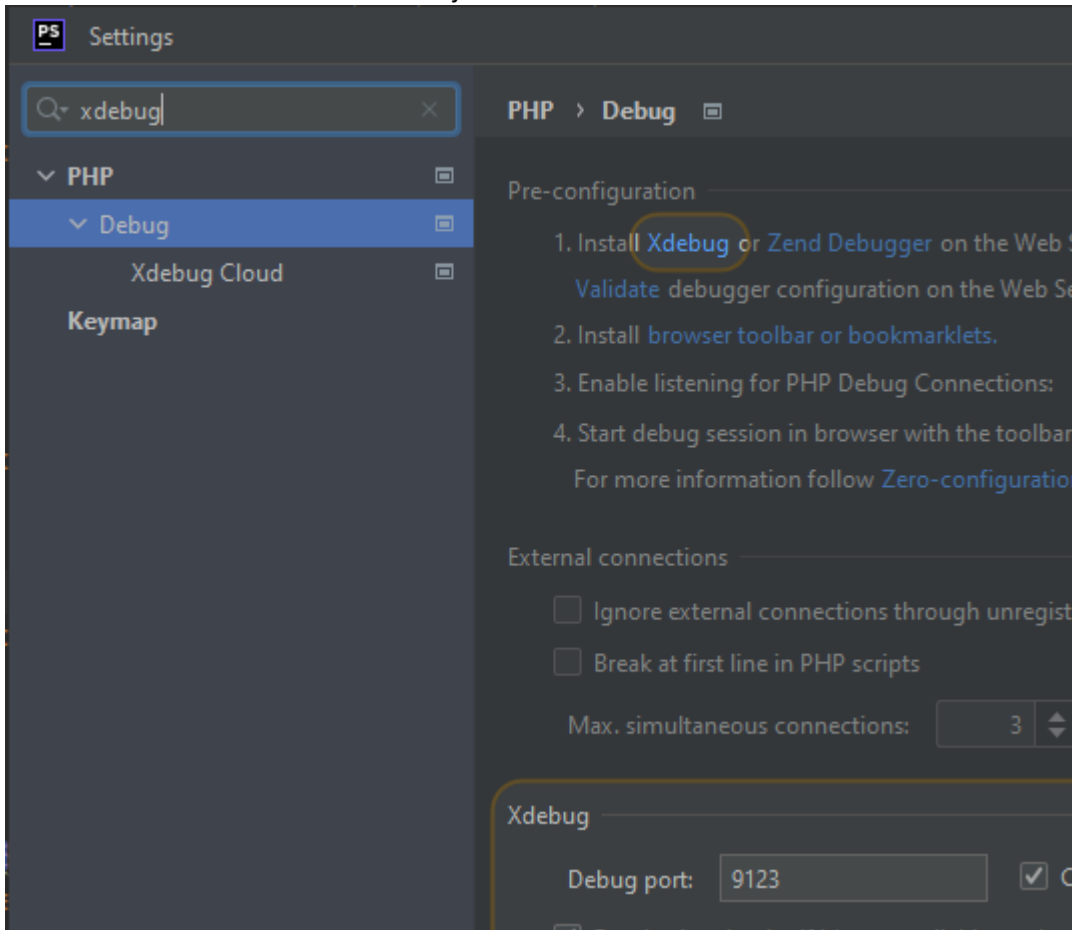 PS Settings
xdebug
PHP
Debug
Xdebug Cloud
Keymap
PHP › Debug
Pre-configuration
1. Install Xdebug or Zend Debugger on the Web
Validate debugger configuration on the Web
2. Install browser toolbar or bookmarklets.
3. Enable listening for PHP Debug Connections:
4. Start debug session in browser with the toolbar
For more information follow Zero-configuratio
External connections
Ignore external connections through unregist
Break at first line in PHP scripts
Max. simultaneous connections: 3
Xdebug
Debug port: 9123